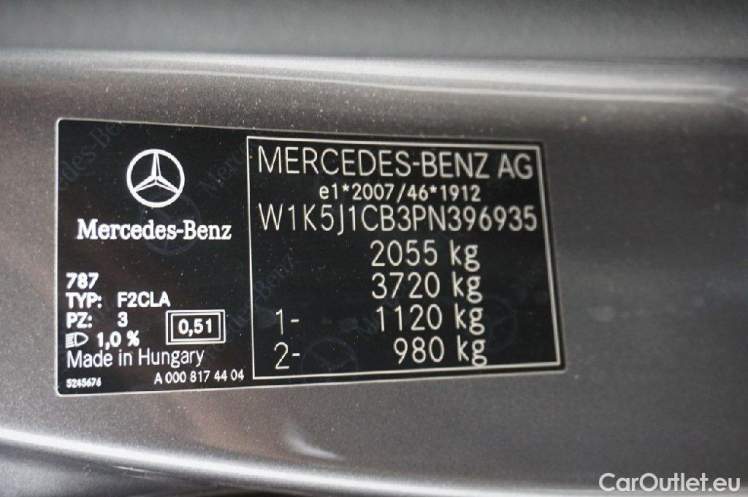 Mercedes-Benz
787
TYP: F2CLA
PZ: 3
0,51
1,0 %
Made in Hungary
5245676
A 000 817 44 04
MERCEDES-BENZ AG
e1*2007/46*1912
W1K5J1CB3PN396935
2055 kg
3720 kg
1- 1120 kg
2- 980 kg
CarOutlet.eu